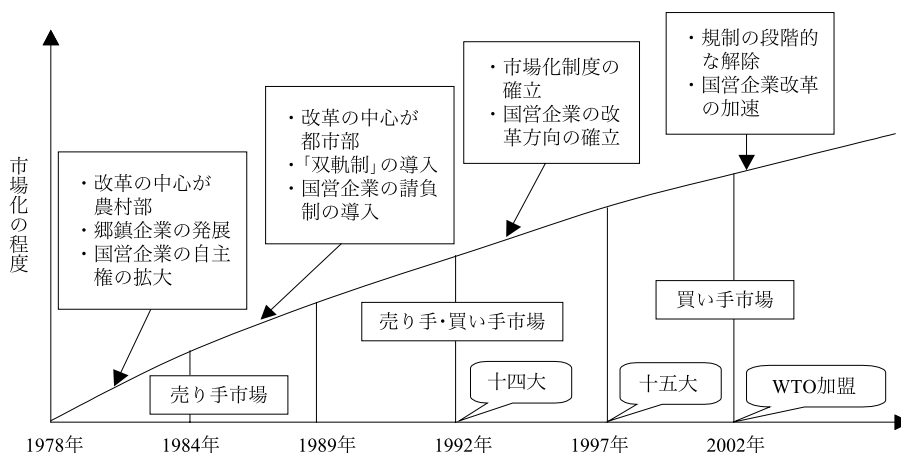 市場化の程度
・改革の中心が
農村部
・郷鎮企業の発展
・国営企業の自主
権の拡大
・改革の中心が
都市部
・「双軌制」の導入
・国営企業の請負
制の導入
・市場化制度の
確立
・国営企業の改
革方向の確立
・規制の段階的
な解除
・国営企業改革
の加速
売り手市場
売り手・買い手市場
買い手市場
十四大
十五大
WTO加盟
1978年
1984年
1989年
1992年
1997年
2002年